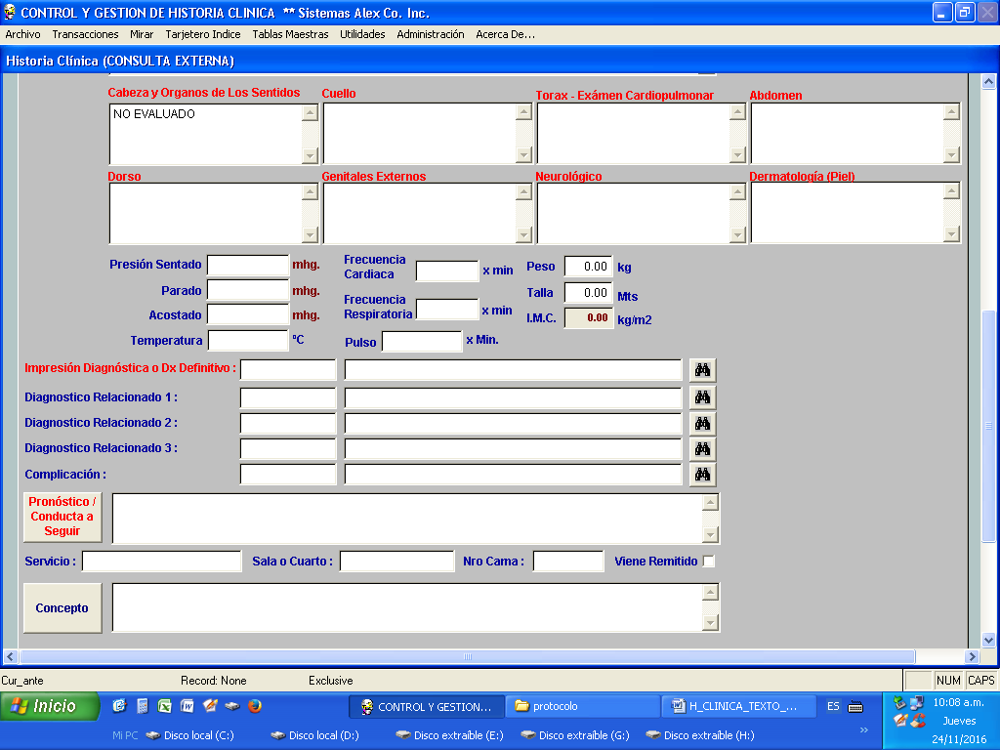 CONTROL Y GESTION DE HISTORIA CLINICA ** Sistemas Alex Co. Inc.
Archivo Transacciones Mirar Tarjetero Indice Tablas Maestras Utilidades Administración Acerca De...
Historia Clínica (CONSULTA EXTERNA)
Cabeza y Organos de Los Sentidos Cuello Torax - Exámen Cardiopulmonar Abdomen
NO EVALUADO
Dorso Genitales Externos Neurológico Dermatología (Piel)
Presión Sentado mhg. Frecuencia Cardiaca x min Peso 0.00 kg
Parado mhg. Talla 0.00 Mts
Acostado mhg. Frecuencia Respiratoria x min I.M.C. 0.00 kg/m2
Temperatura °C Pulso x Min.
Impresión Diagnóstica o Dx Definitivo :
Diagnostico Relacionado 1 :
Diagnostico Relacionado 2 :
Diagnostico Relacionado 3 :
Complicación :
Pronóstico /
Conducta a
Seguir
Servicio : Sala o Cuarto : Nro Cama : Viene Remitido
Concepto
Cur_ante Record: None Exclusive NUM CAPS
Inicio CONTROL Y GESTION... protocolo H_CLINICA_TEXTO_... ES 10:08 a.m.
Jueves
Mi PC Disco local (C:) Disco local (D:) Disco extraíble (E:) Disco extraíble (G:) Disco extraíble (H:) » 24/11/2016